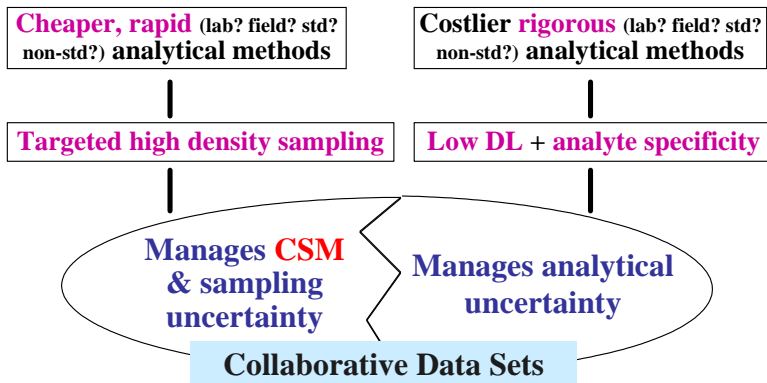 Cheaper, rapid (lab? field? std?
non-std?) analytical methods
Costlier rigorous (lab? field? std?
non-std?) analytical methods
Targeted high density sampling
Low DL + analyte specificity
Manages CSM
& sampling
uncertainty
Manages analytical
uncertainty
Collaborative Data Sets